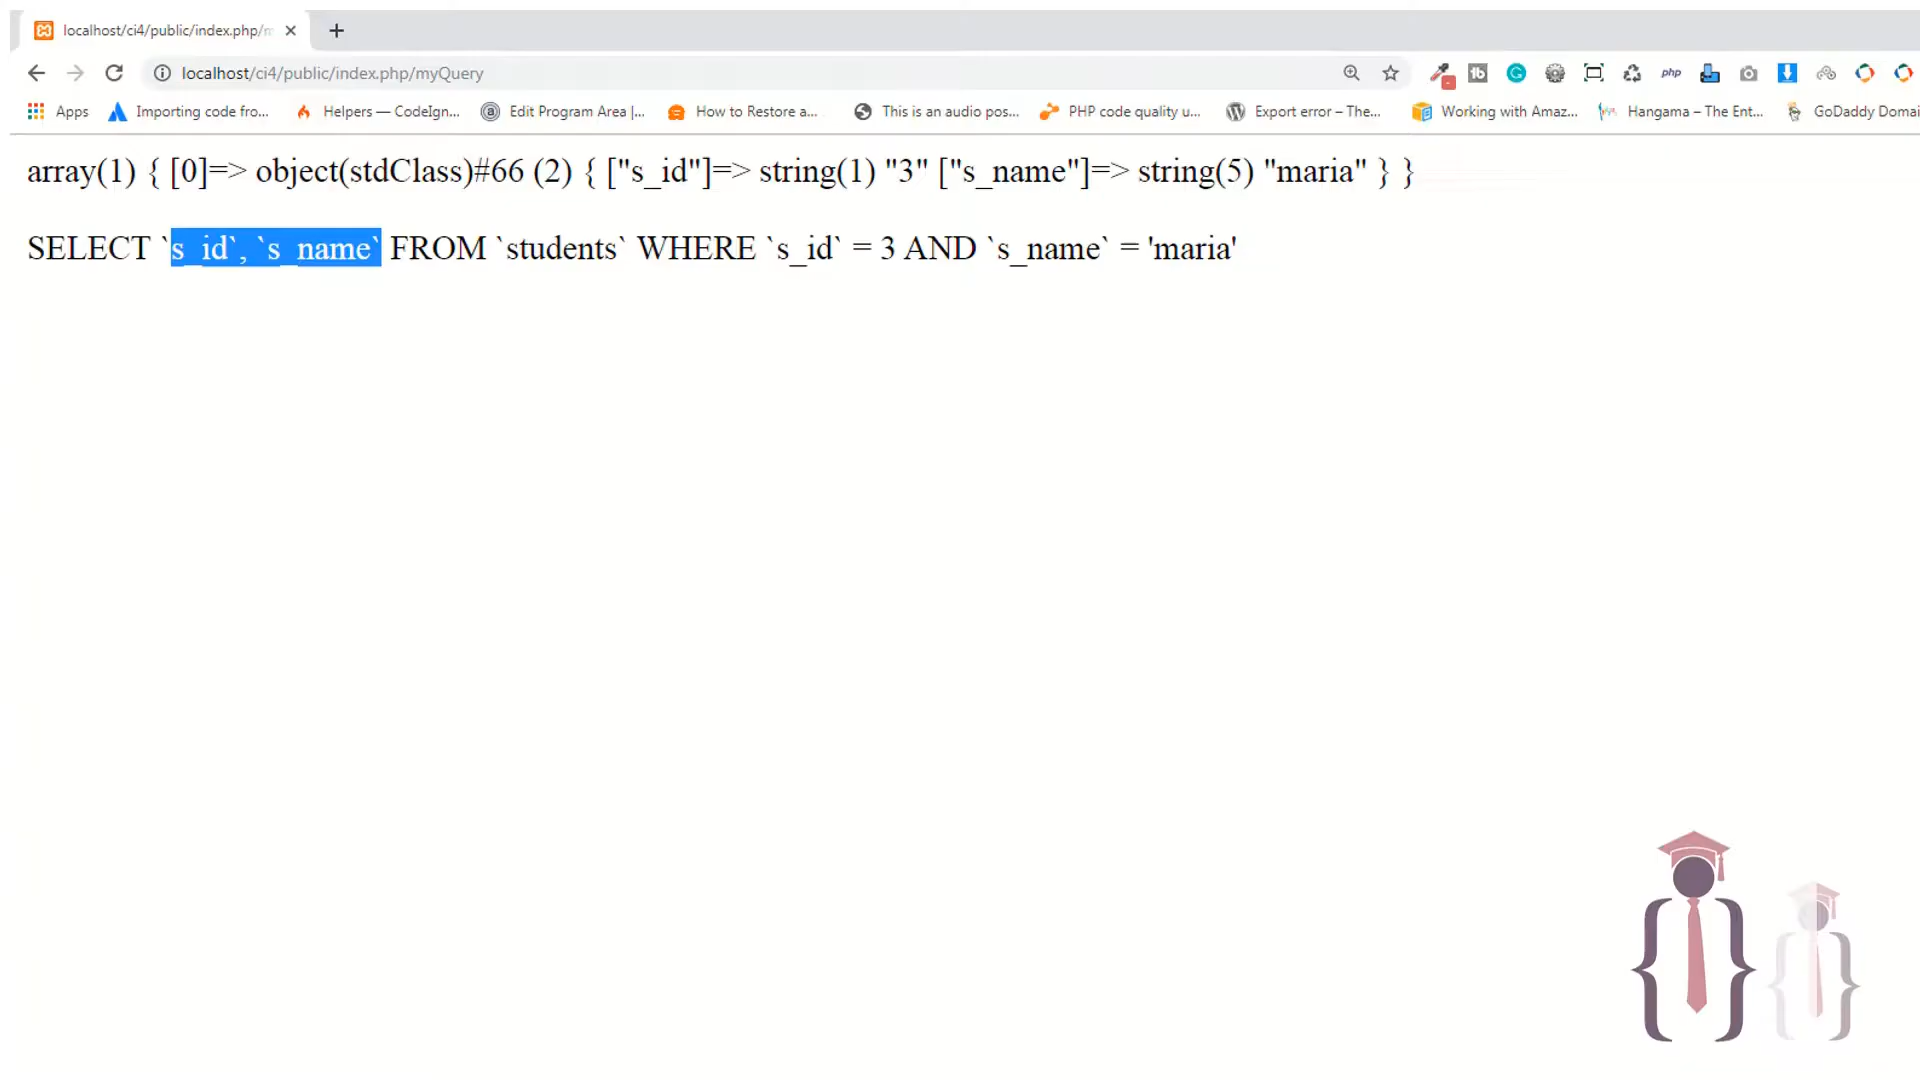 localhost/ci4/public/index.php/m
localhost/ci4/public/index.php/myQuery
Apps Importing code fro... Helpers — CodeIgn... Edit Program Area |... How to Restore a... This is an audio pos... PHP code quality u... Export error – The... Working with Amaz... Hangama – The Ent... GoDaddy Domai
array(1) { [0]=> object(stdClass)#66 (2) { ["s_id"]=> string(1) "3" ["s_name"]=> string(5) "maria" } }
SELECT `s_id`, `s_name` FROM `students` WHERE `s_id` = 3 AND `s_name` = 'maria'